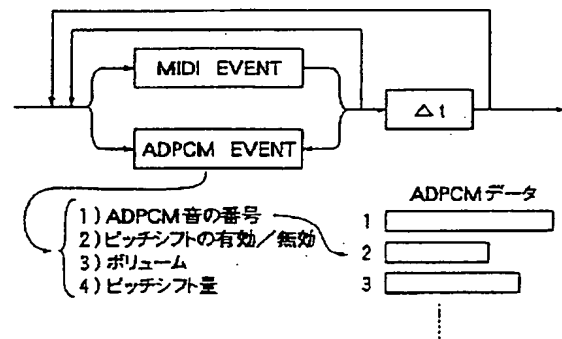 MIDI EVENT
Δt
ADPCM EVENT
ADPCMデータ
1) ADPCM音の番号
2) ピッチシフトの有効/無効
3) ボリューム
4) ピッチシフト量
1
2
3